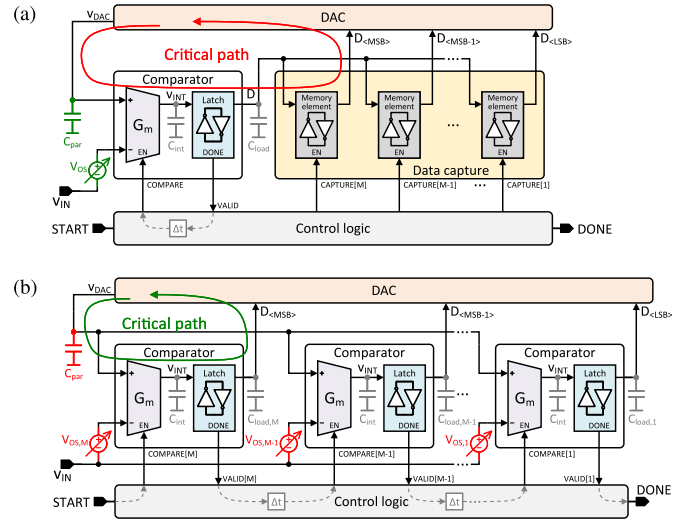 (a)
DAC
VDAC
Critical path
D<MSB>
D<MSB-1>
D<LSB>
Comparator
VINT
Latch
D
Memory element
Memory element
Memory element
+
Gm
Cpar
Cint
Cload
...
−
EN
DONE
EN
EN
EN
VOS
Data capture
COMPARE
CAPTURE[M]
CAPTURE[M-1]
...
CAPTURE[1]
VIN
VALID
START
Δt
Control logic
DONE
(b)
DAC
VDAC
Critical path
D<MSB>
D<MSB-1>
D<LSB>
Comparator
Comparator
Comparator
+
VINT
Latch
+
VINT
Latch
+
VINT
Latch
Cpar
Gm
Cint
Cload,M
Gm
Cint
Cload,M-1
Gm
Cint
Cload,1
−
EN
DONE
−
EN
DONE
−
EN
DONE
VOS,M
VOS,M-1
VOS,1
COMPARE[M]
COMPARE[M-1]
COMPARE[1]
VIN
VALID[M]
VALID[M-1]
VALID[1]
DONE
START
Δt
Control logic
Δt